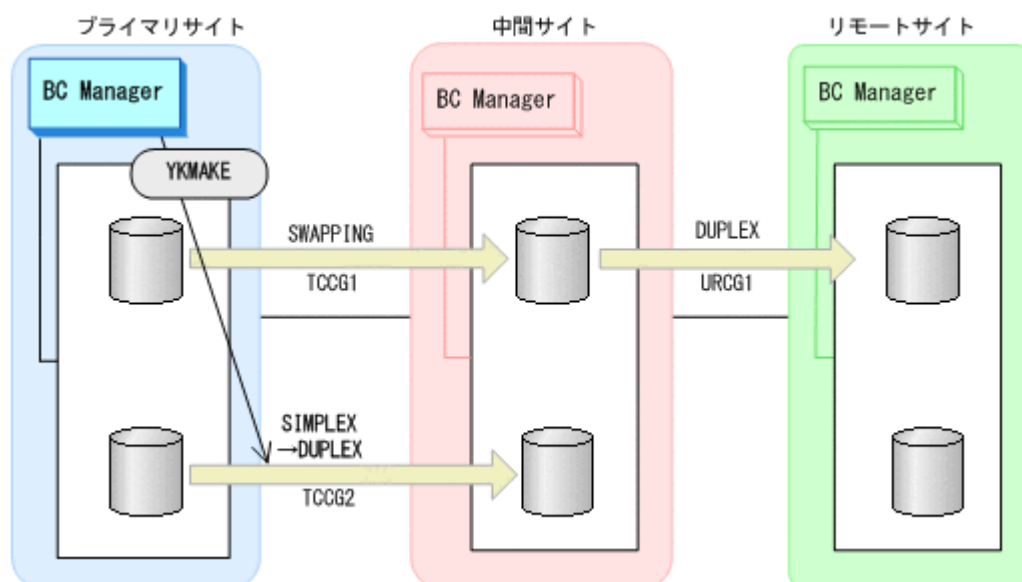 プライマリサイト
中間サイト
リモートサイト
BC Manager
BC Manager
BC Manager
YKMAKE
SWAPPING
TCCG1
DUPLEX
URCG1
SIMPLEX
→DUPLEX
TCCG2